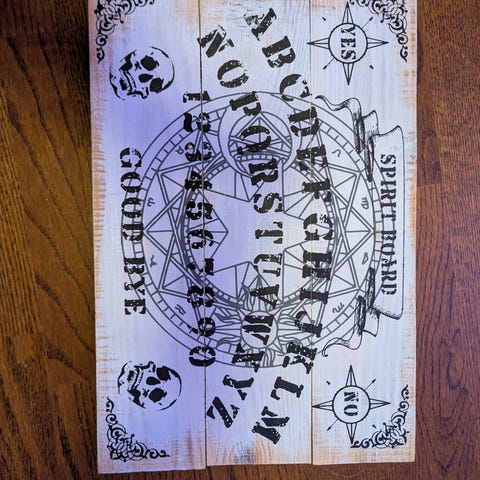 SPIRIT BOARD
YES NO
ABCDEFGHIJKLM
NOPQRSTUVWXYZ
1234567890
GOOD BYE